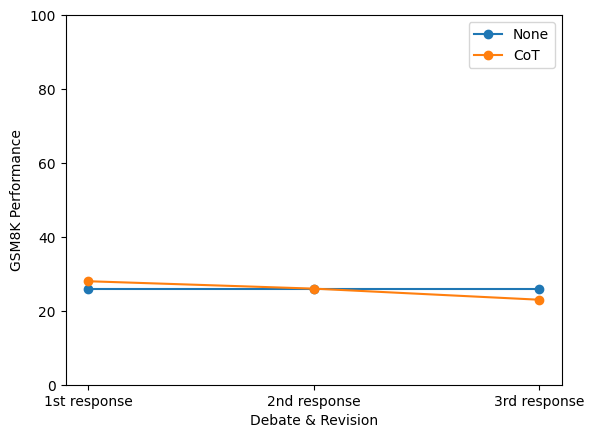 100
80
60
40
20
0
GSM8K Performance
None
CoT
1st response
2nd response
3rd response
Debate & Revision